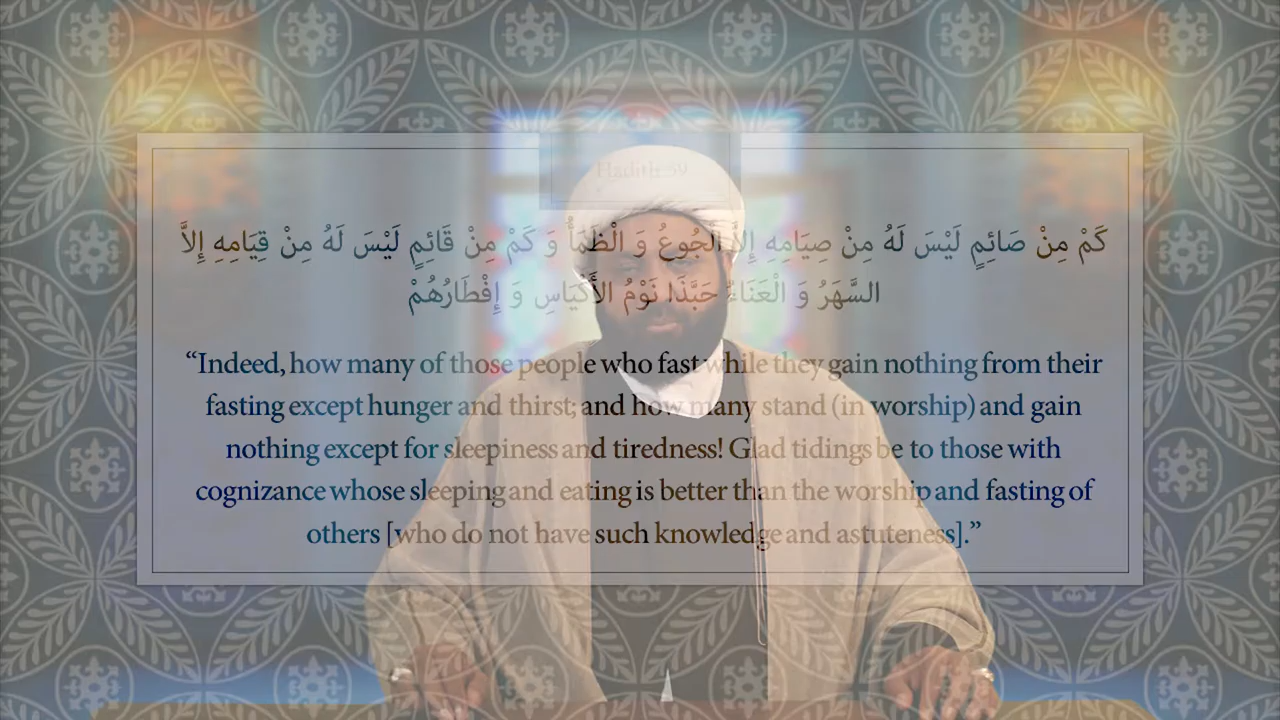 Hadith 59
كَمْ مِنْ صَائِمٍ لَيْسَ لَهُ مِنْ صِيَامِهِ إِلاَّ الْجُوعُ وَ الْظَمَأُ وَ كَمْ مِنْ قَائِمٍ لَيْسَ لَهُ مِنْ قِيَامِهِ إِلاَّ
السَّهَرُ وَ الْعَنَاءُ حَبَّذَا نَوْمُ الأَكْيَاسِ وَ إِفْطَارُهُمْ
“Indeed, how many of those people who fast while they gain nothing from their
fasting except hunger and thirst; and how many stand (in worship) and gain
nothing except for sleepiness and tiredness! Glad tidings be to those with
cognizance whose sleeping and eating is better than the worship and fasting of
others [who do not have such knowledge and astuteness].”